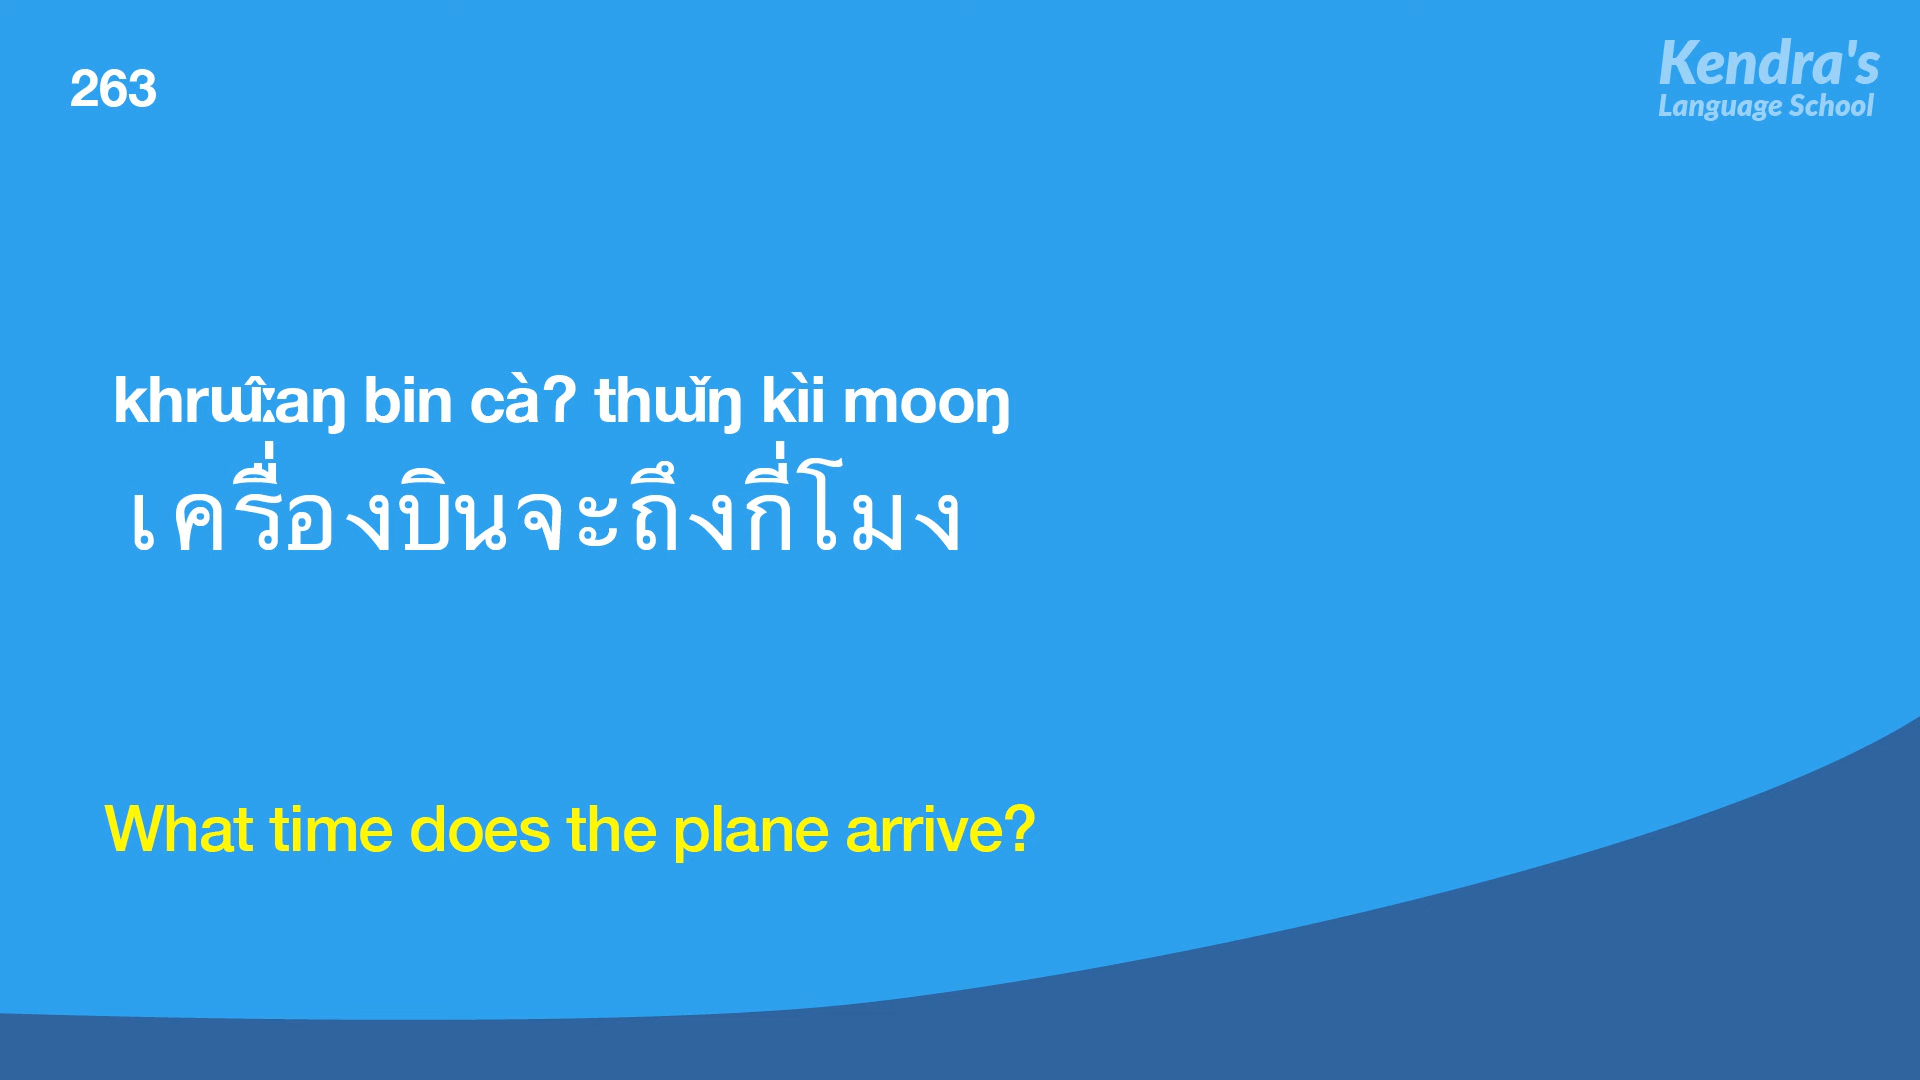 263
Kendra's
Language School
khrɯ̂ːaŋ bin càʔ thɯ̌ŋ kìi mooŋ
เครื่องบินจะถึงกี่โมง
What time does the plane arrive?